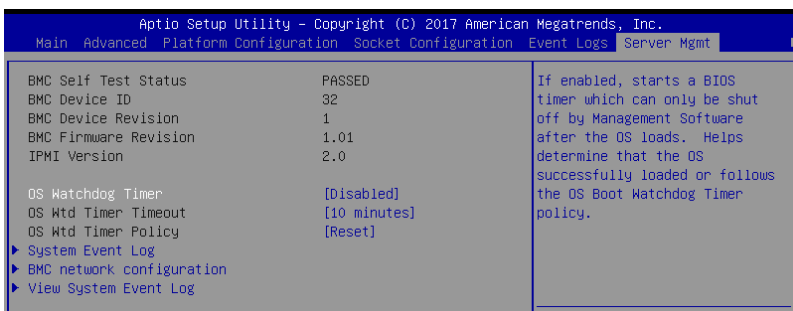 Aptio Setup Utility – Copyright (C) 2017 American Megatrends, Inc.
Main Advanced Platform Configuration Socket Configuration Event Logs Server Mgmt
BMC Self Test Status PASSED
BMC Device ID 32
BMC Device Revision 1
BMC Firmware Revision 1.01
IPMI Version 2.0
OS Watchdog Timer [Disabled]
OS Wtd Timer Timeout [10 minutes]
OS Wtd Timer Policy [Reset]
System Event Log
BMC network configuration
View System Event Log
If enabled, starts a BIOS
timer which can only be shut
off by Management Software
after the OS loads. Helps
determine that the OS
successfully loaded or follows
the OS Boot Watchdog Timer
policy.